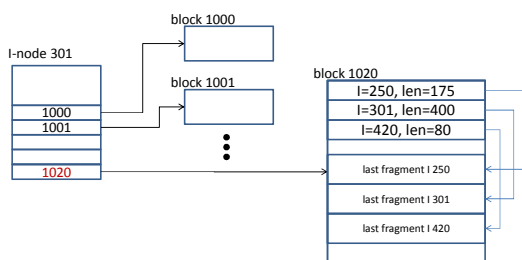 block 1000
I-node 301
block 1001
block 1020
1000
1001
1020
I=250, len=175
I=301, len=400
I=420, len=80
last fragment I 250
last fragment I 301
last fragment I 420